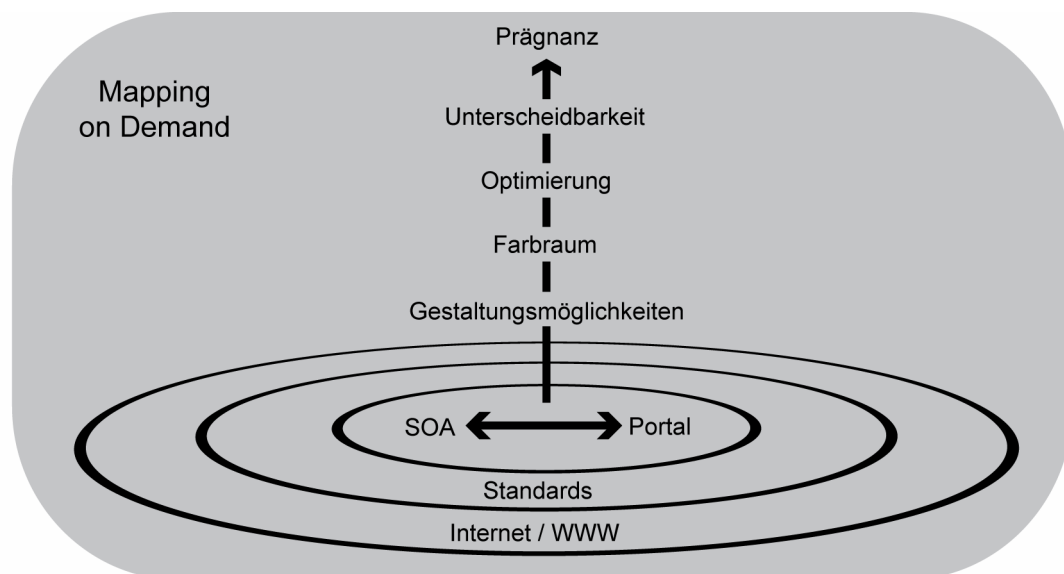 Prägnanz
Mapping
on Demand
Unterscheidbarkeit
Optimierung
Farbraum
Gestaltungsmöglichkeiten
SOA Portal
Standards
Internet / WWW